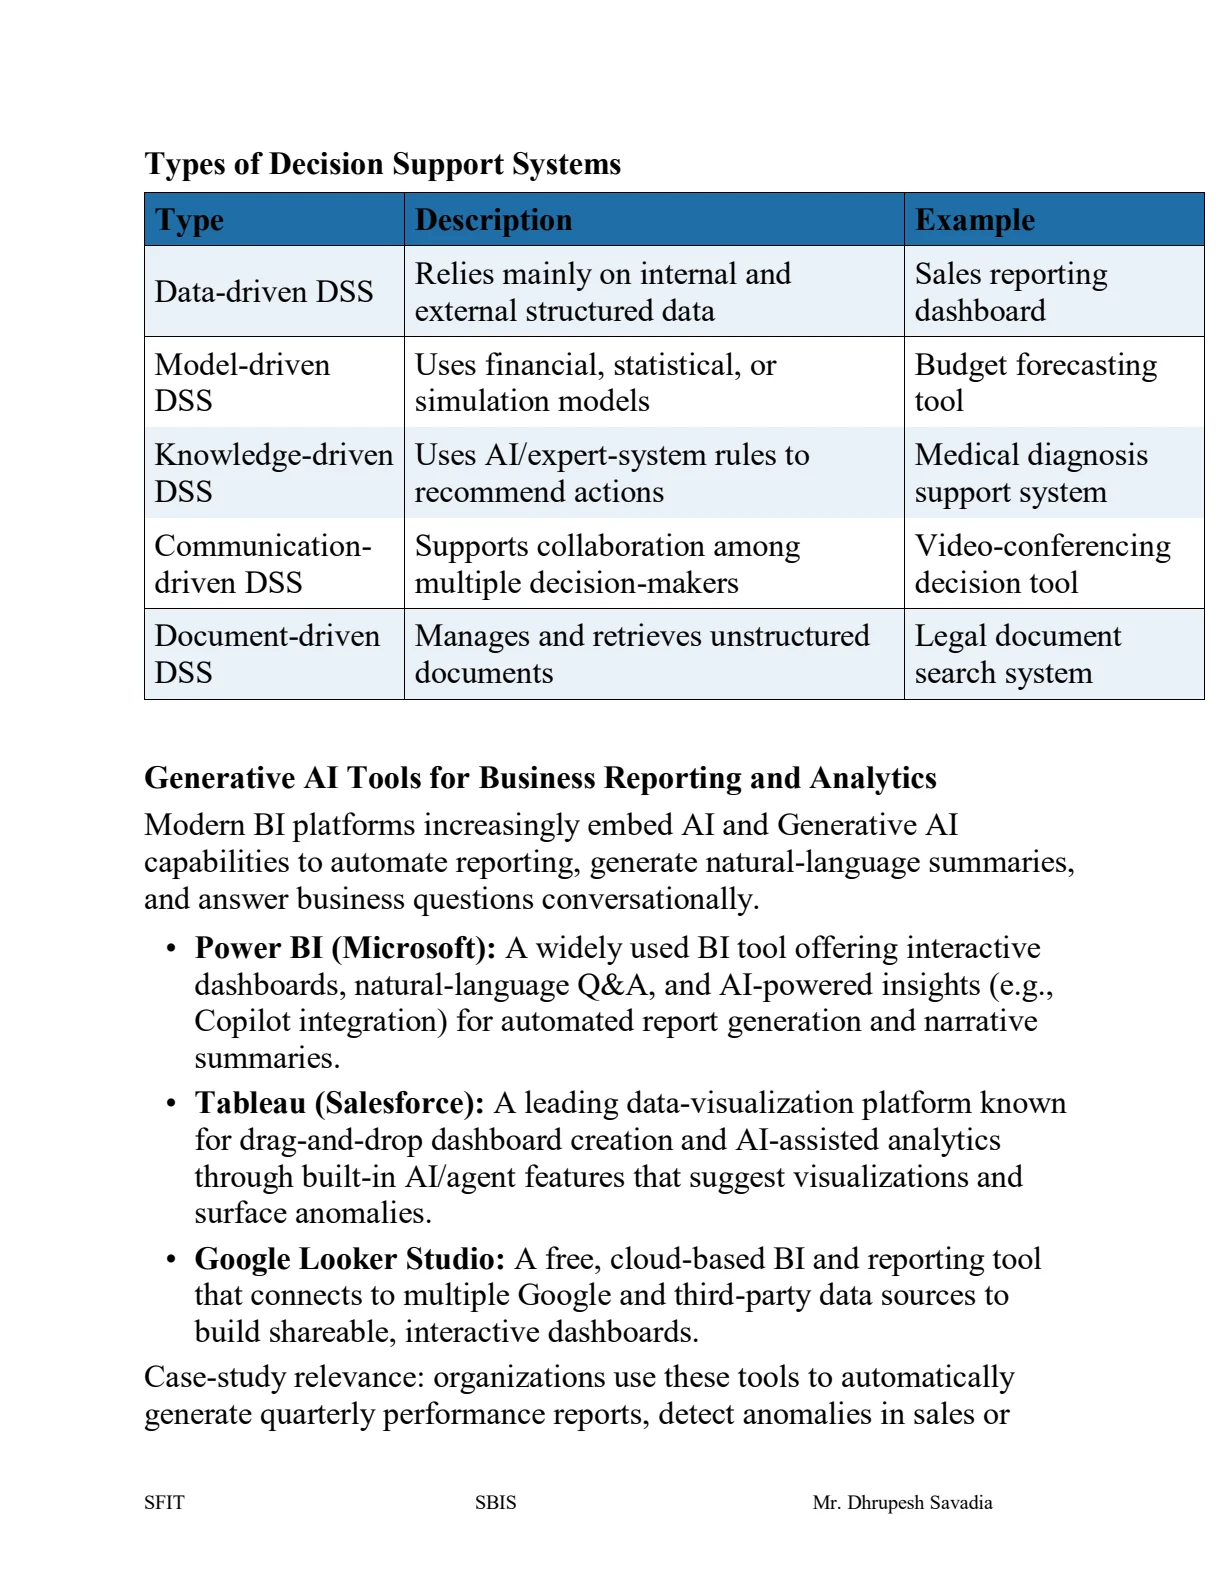 Types of Decision Support Systems
Type Description Example
Data-driven DSS
Relies mainly on internal and
external structured data
Sales reporting
dashboard
Model-driven
DSS
Uses financial, statistical, or
simulation models
Budget forecasting
tool
Knowledge-driven
DSS
Uses AI/expert-system rules to
recommend actions
Medical diagnosis
support system
Communication-
driven DSS
Supports collaboration among
multiple decision-makers
Video-conferencing
decision tool
Document-driven
DSS
Manages and retrieves unstructured
documents
Legal document
search system
Generative AI Tools for Business Reporting and Analytics
Modern BI platforms increasingly embed AI and Generative AI
capabilities to automate reporting, generate natural-language summaries,
and answer business questions conversationally.
• Power BI (Microsoft): A widely used BI tool offering interactive
dashboards, natural-language Q&A, and AI-powered insights (e.g.,
Copilot integration) for automated report generation and narrative
summaries.
• Tableau (Salesforce): A leading data-visualization platform known
for drag-and-drop dashboard creation and AI-assisted analytics
through built-in AI/agent features that suggest visualizations and
surface anomalies.
• Google Looker Studio: A free, cloud-based BI and reporting tool
that connects to multiple Google and third-party data sources to
build shareable, interactive dashboards.
Case-study relevance: organizations use these tools to automatically
generate quarterly performance reports, detect anomalies in sales or
SFIT SBIS Mr. Dhrupesh Savadia